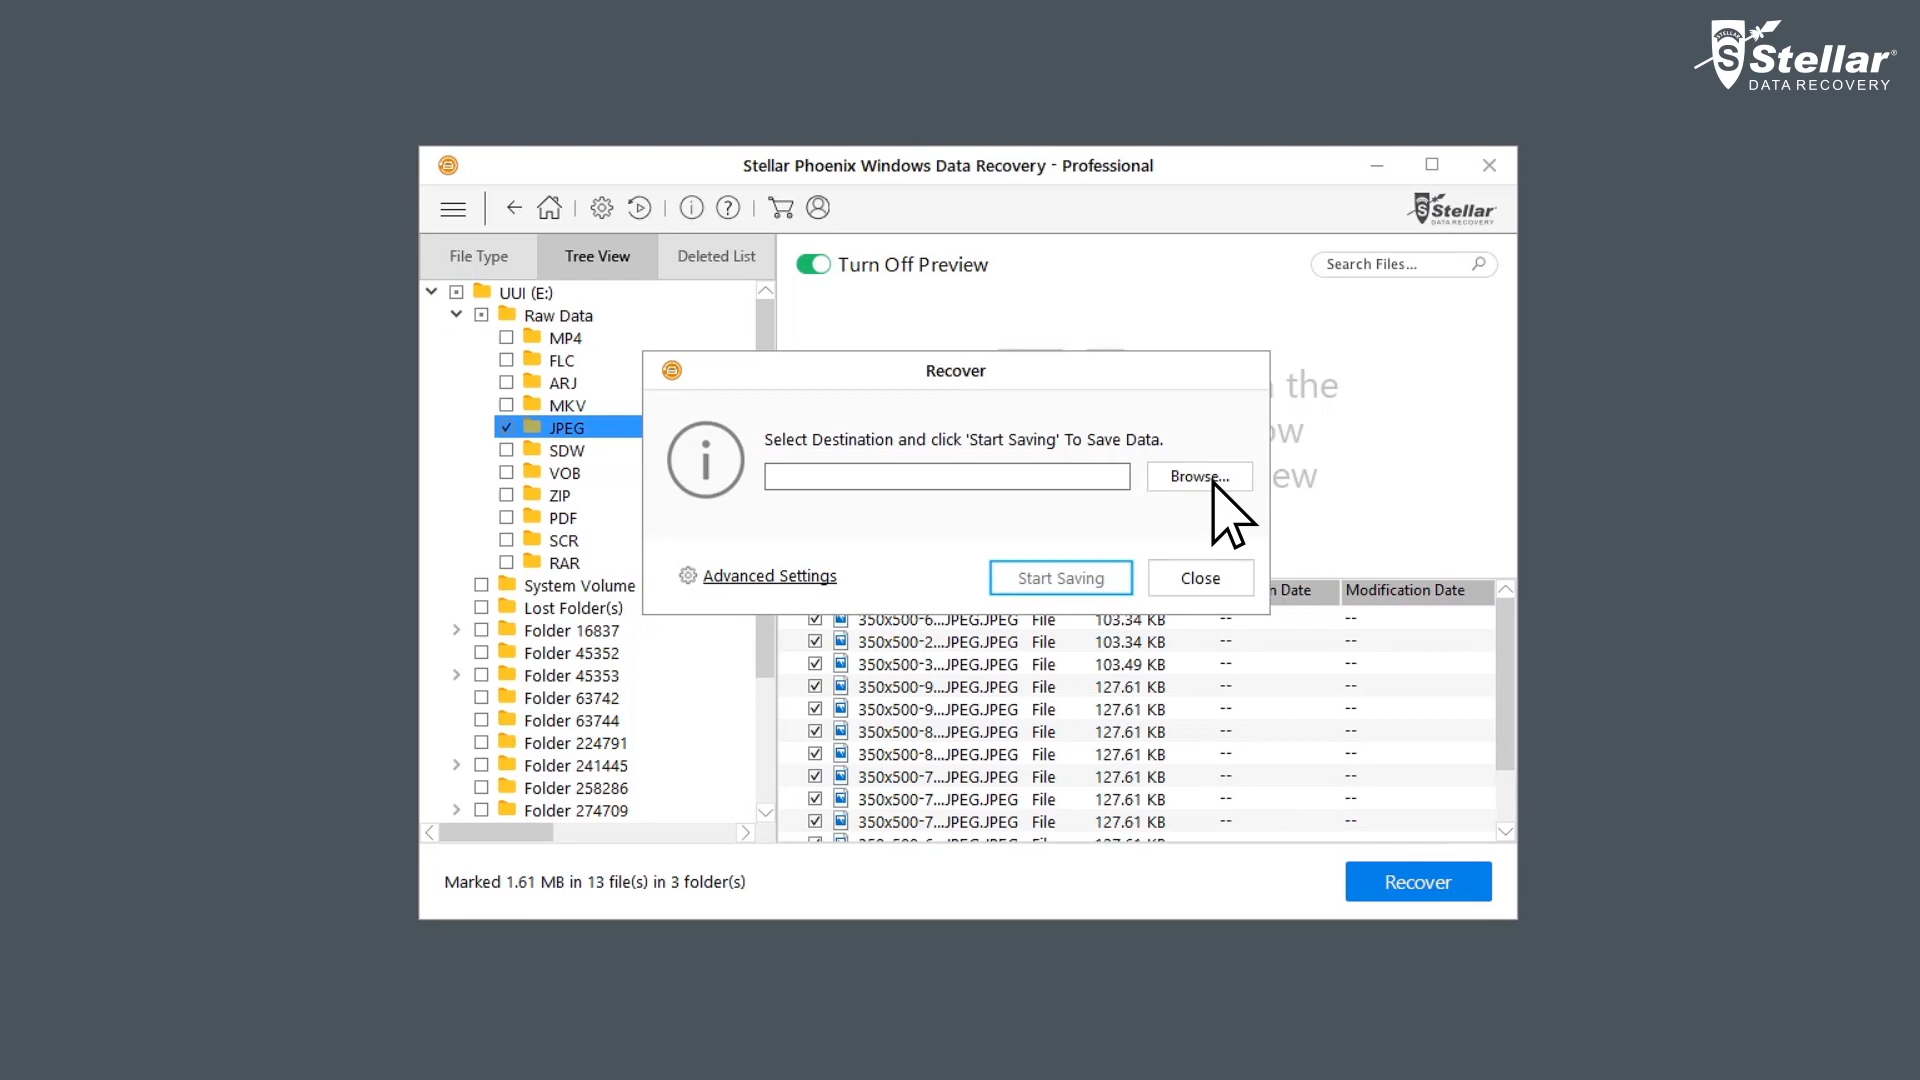 Stellar
DATA RECOVERY
Stellar Phoenix Windows Data Recovery - Professional
Stellar
DATA RECOVERY
File Type
Tree View
Deleted List
Turn Off Preview
Search Files...
UUI (E:)
Raw Data
MP4
FLC
ARJ
MKV
JPEG
SDW
VOB
ZIP
PDF
SCR
RAR
System Volume
Lost Folder(s)
Folder 16837
Folder 45352
Folder 45353
Folder 63742
Folder 63744
Folder 224791
Folder 241445
Folder 258286
Folder 274709
the
Recover
Select Destination and click 'Start Saving' To Save Data.
Browse...
Advanced Settings
Start Saving
Close
Date Modification Date
350x500-6...JPEG.JPEG File 103.34 KB -- --
350x500-2...JPEG.JPEG File 103.34 KB -- --
350x500-3...JPEG.JPEG File 103.49 KB -- --
350x500-9...JPEG.JPEG File 127.61 KB -- --
350x500-9...JPEG.JPEG File 127.61 KB -- --
350x500-8...JPEG.JPEG File 127.61 KB -- --
350x500-8...JPEG.JPEG File 127.61 KB -- --
350x500-7...JPEG.JPEG File 127.61 KB -- --
350x500-7...JPEG.JPEG File 127.61 KB -- --
350x500-7...JPEG.JPEG File 127.61 KB -- --
Marked 1.61 MB in 13 file(s) in 3 folder(s)
Recover